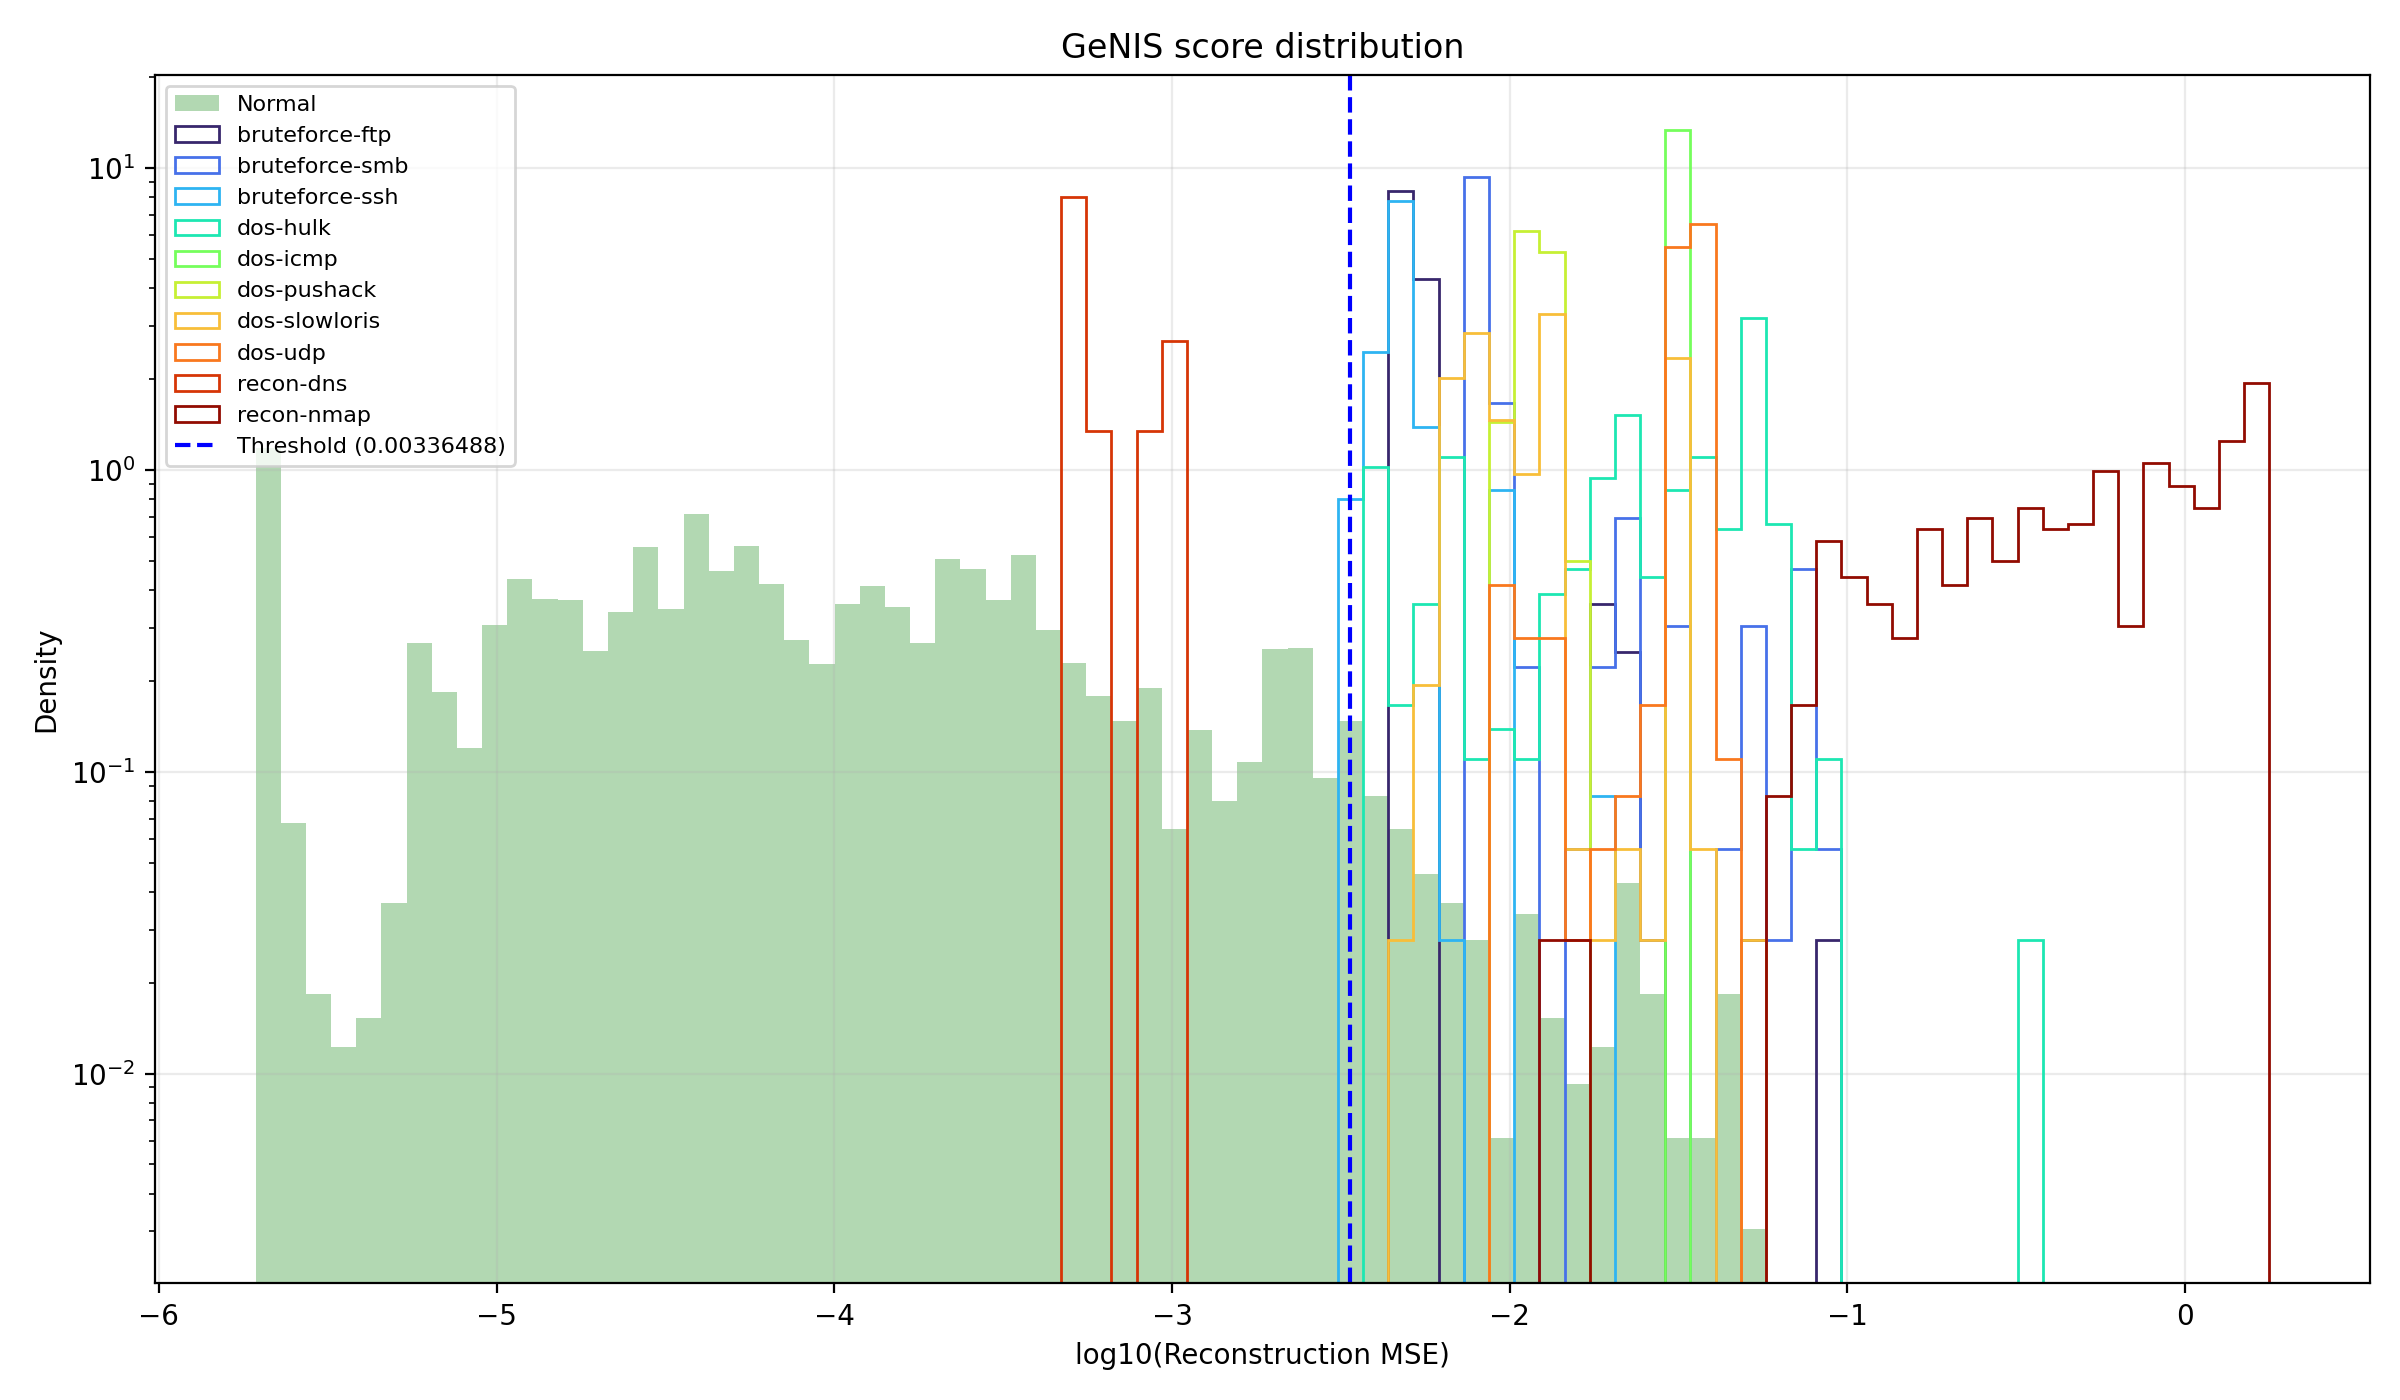 GeNIS score distribution
Normal
bruteforce-ftp
bruteforce-smb
bruteforce-ssh
dos-hulk
dos-icmp
dos-pushack
dos-slowloris
dos-udp
recon-dns
recon-nmap
Threshold (0.00336488)
10¹
10⁰
10⁻¹
10⁻²
Density
−6 −5 −4 −3 −2 −1 0
log10(Reconstruction MSE)